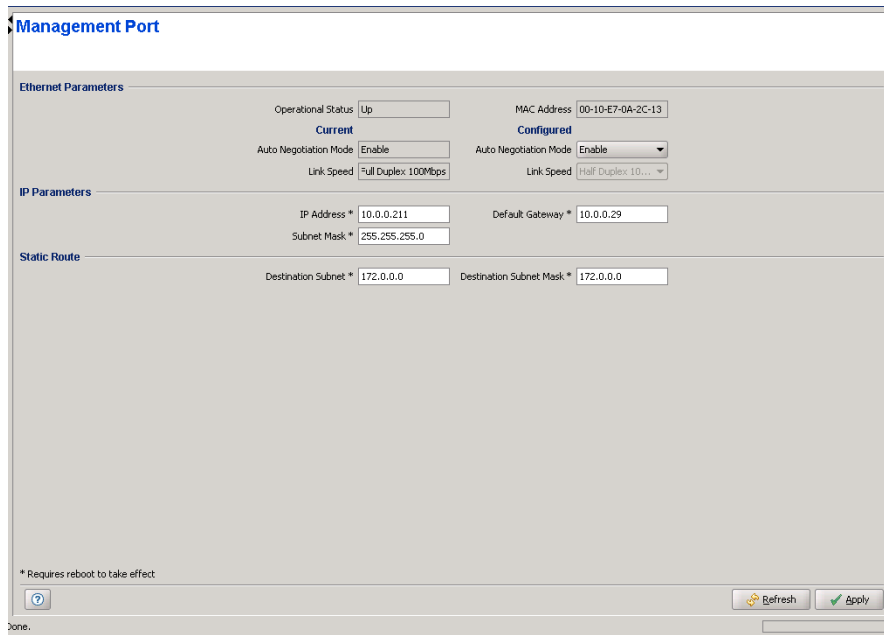 Management Port
Ethernet Parameters
Operational Status Up MAC Address 00-10-E7-0A-2C-13
Current Configured
Auto Negotiation Mode Enable Auto Negotiation Mode Enable
Link Speed Full Duplex 100Mbps Link Speed Half Duplex 10...
IP Parameters
IP Address * 10.0.0.211 Default Gateway * 10.0.0.29
Subnet Mask * 255.255.255.0
Static Route
Destination Subnet * 172.0.0.0 Destination Subnet Mask * 172.0.0.0
* Requires reboot to take effect
? Refresh Apply
Done.